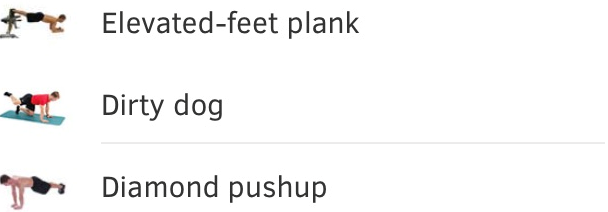 Elevated-feet plank
Dirty dog
Diamond pushup